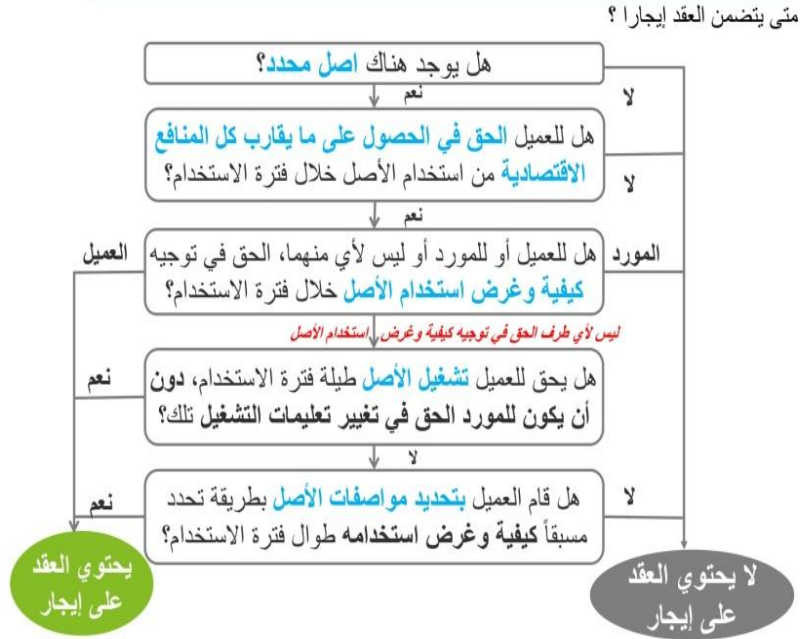 متى يتضمن العقد إيجارا ؟
هل يوجد هناك اصل محدد؟
لا
نعم
هل للعميل الحق في الحصول على ما يقارب كل المنافع
الاقتصادية من استخدام الأصل خلال فترة الاستخدام؟
لا
نعم
المورد
هل للعميل أو للمورد أو ليس لأي منهما، الحق في توجيه
كيفية وغرض استخدام الأصل خلال فترة الاستخدام؟
العميل
ليس لأي طرف الحق في توجيه كيفية وغرض استخدام الأصل
هل يحق للعميل تشغيل الأصل طيلة فترة الاستخدام، دون
أن يكون للمورد الحق في تغيير تعليمات التشغيل تلك؟
نعم
لا
لا
هل قام العميل بتحديد مواصفات الأصل بطريقة تحدد
مسبقاً كيفية وغرض استخدامه طوال فترة الاستخدام؟
نعم
لا يحتوي العقد
على إيجار
يحتوي العقد
على إيجار